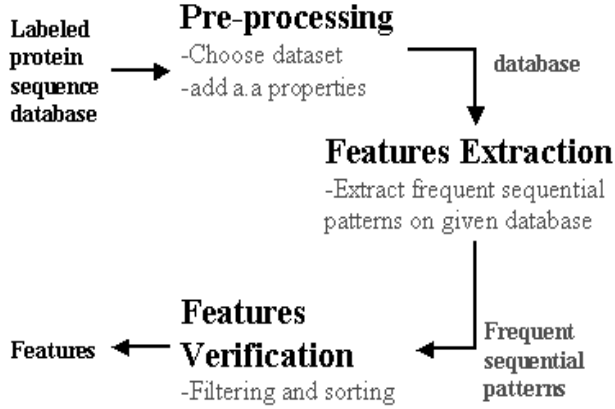 Labeled
protein
sequence
database
Pre-processing
-Choose dataset
-add a.a properties
database
Features Extraction
-Extract frequent sequential
patterns on given database
Frequent
sequential
patterns
Features
Verification
-Filtering and sorting
Features